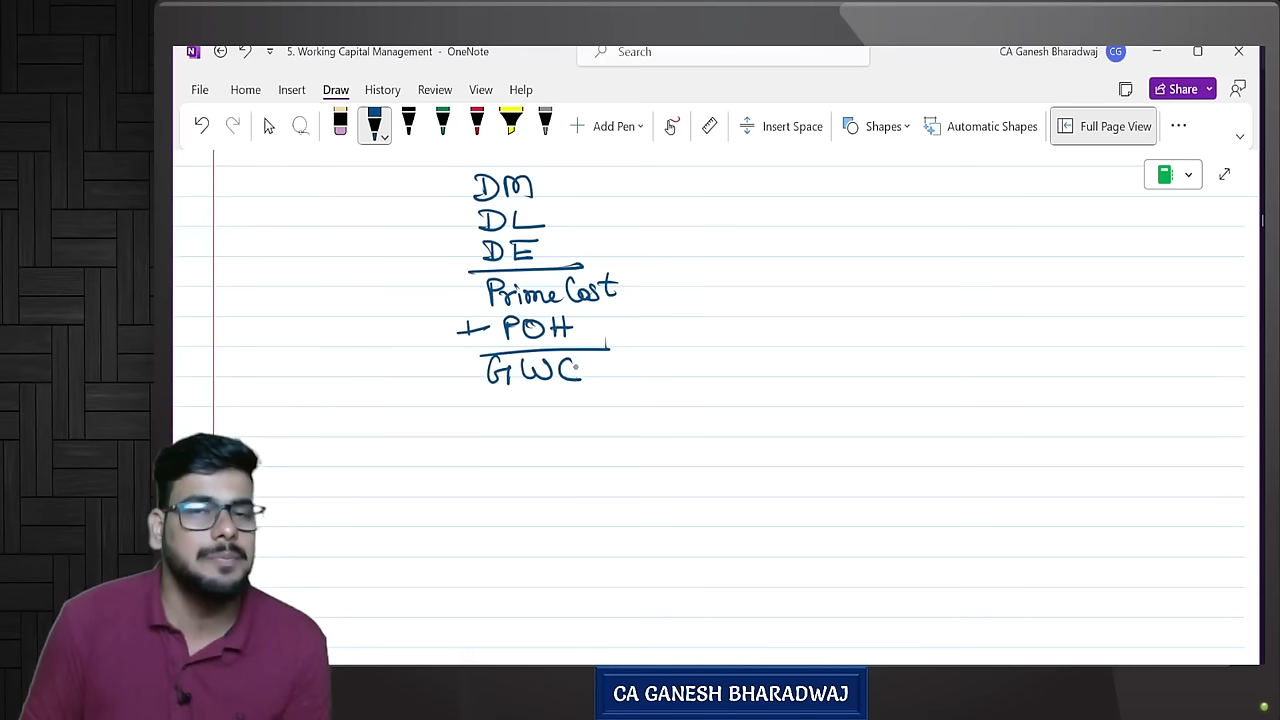 N 5. Working Capital Management - OneNote Search CA Ganesh Bharadwaj CG
File Home Insert Draw History Review View Help Share
Add Pen Insert Space Shapes Automatic Shapes Full Page View
DM
DL
DE
Prime Cost
+ POH
GWC
CA GANESH BHARADWAJ